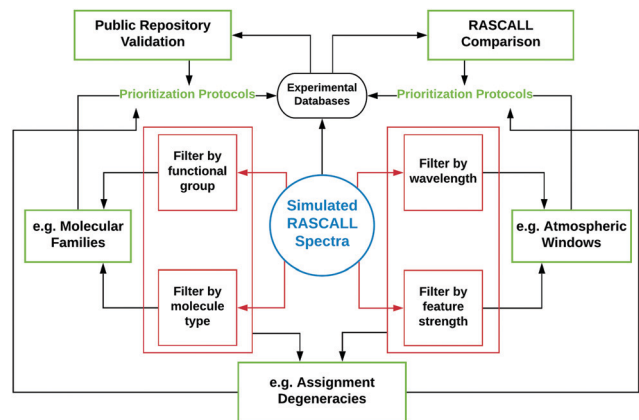 Public Repository
Validation
RASCALL
Comparison
Prioritization Protocols
Experimental
Databases
Prioritization Protocols
Filter by
functional
group
Simulated
RASCALL
Spectra
Filter by
wavelength
e.g. Molecular
Families
e.g. Atmospheric
Windows
Filter by
molecule
type
Filter by
feature
strength
e.g. Assignment
Degeneracies